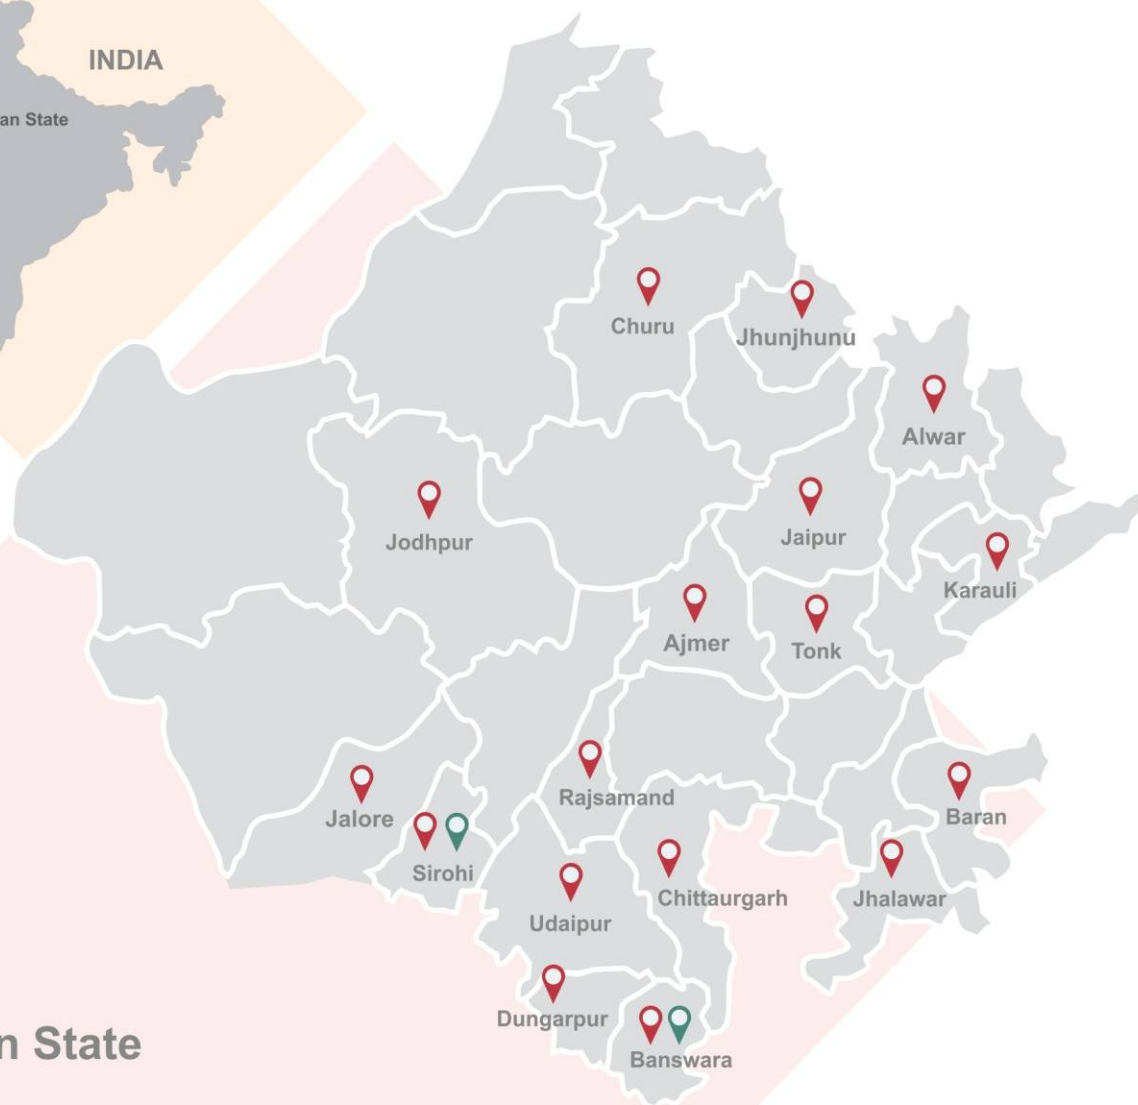 INDIA
an State
Churu
Jhunjhunu
Alwar
Jodhpur
Jaipur
Karauli
Ajmer
Tonk
Rajsamand
Jalore
Baran
Sirohi
Chittaurgarh
Jhalawar
Udaipur
Dungarpur
n State
Banswara